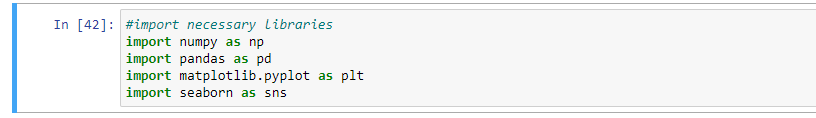 In [42]: #import necessary libraries
import numpy as np
import pandas as pd
import matplotlib.pyplot as plt
import seaborn as sns